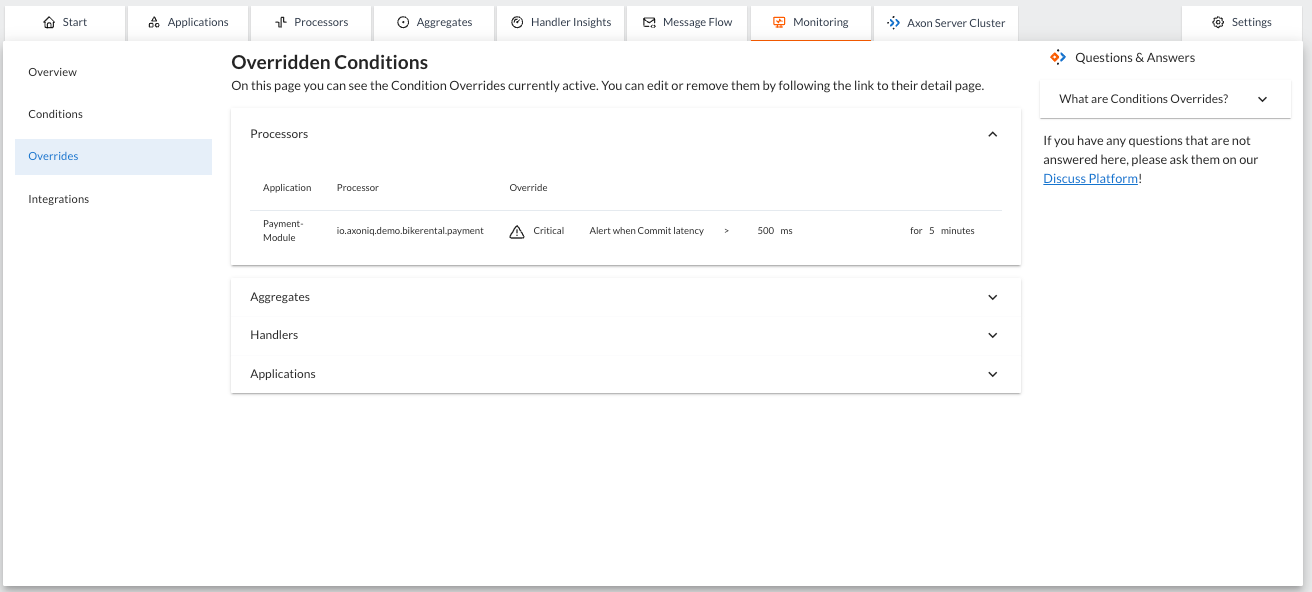 Start
Applications
Processors
Aggregates
Handler Insights
Message Flow
Monitoring
Axon Server Cluster
Settings
Overview
Conditions
Overrides
Integrations
Overridden Conditions
On this page you can see the Condition Overrides currently active. You can edit or remove them by following the link to their detail page.
Processors
Application Processor Override
Payment-
Module
io.axoniq.demo.bikerental.payment Critical Alert when Commit latency > 500 ms for 5 minutes
Aggregates
Handlers
Applications
Questions & Answers
What are Conditions Overrides?
If you have any questions that are not
answered here, please ask them on our
Discuss Platform!